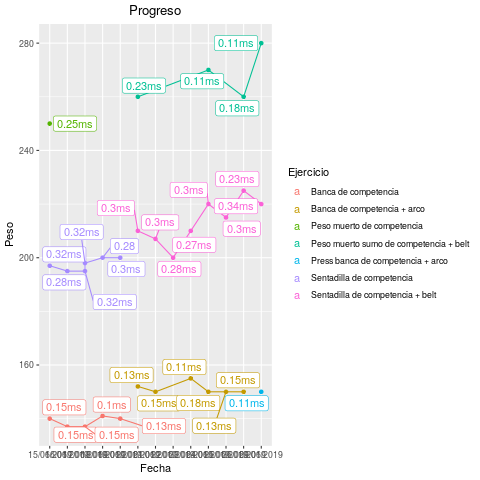 Progreso
280
240
200
160
Peso
0.11ms
0.23ms
0.11ms
0.18ms
0.25ms
0.23ms
0.3ms
0.3ms
0.34ms
0.3ms
0.3ms
0.27ms
0.28ms
0.32ms
0.28
0.32ms
0.3ms
0.28ms
0.32ms
0.11ms
0.13ms
0.15ms
0.15ms
0.18ms
0.11ms
0.13ms
0.1ms
0.15ms
0.13ms
0.15ms
0.15ms
Fecha
Ejercicio
a Banca de competencia
a Banca de competencia + arco
a Peso muerto de competencia
a Peso muerto sumo de competencia + belt
a Press banca de competencia + arco
a Sentadilla de competencia
a Sentadilla de competencia + belt